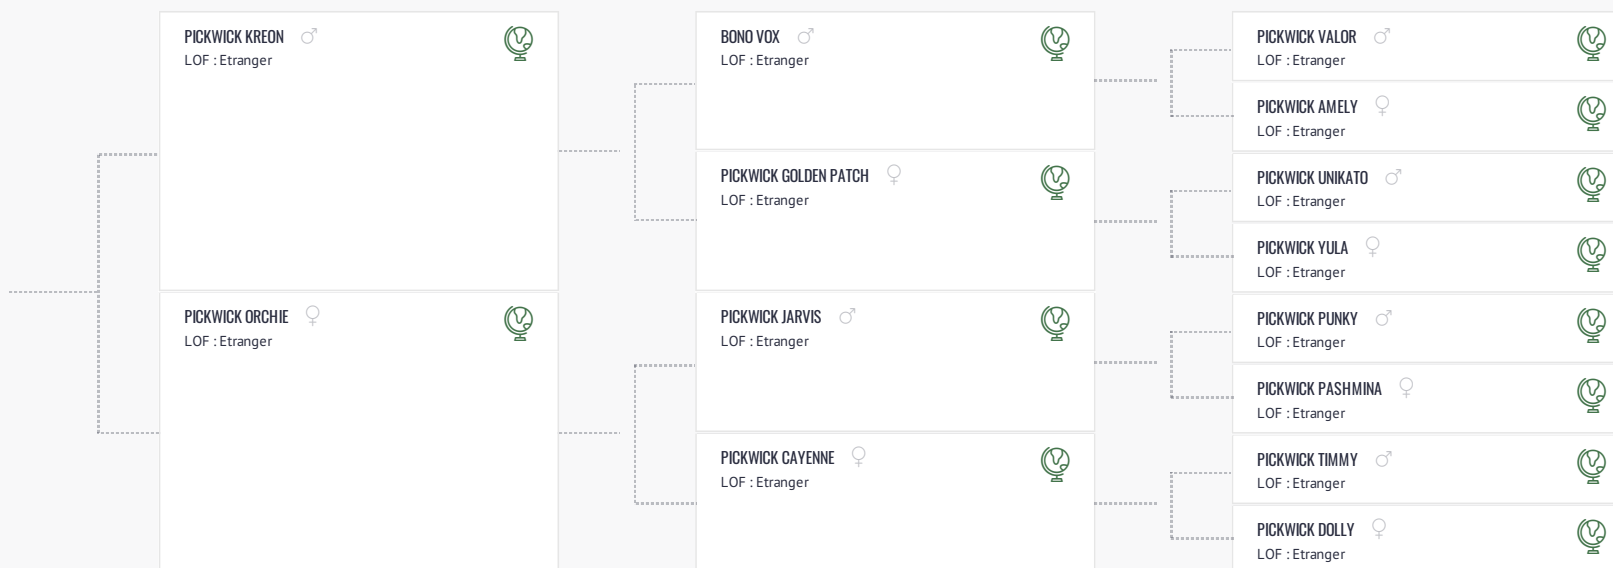 PICKWICK KREON
LOF : Etranger
PICKWICK ORCHIE
LOF : Etranger
BONO VOX
LOF : Etranger
PICKWICK GOLDEN PATCH
LOF : Etranger
PICKWICK JARVIS
LOF : Etranger
PICKWICK CAYENNE
LOF : Etranger
PICKWICK VALOR
LOF : Etranger
PICKWICK AMELY
LOF : Etranger
PICKWICK UNIKATO
LOF : Etranger
PICKWICK YULA
LOF : Etranger
PICKWICK PUNKY
LOF : Etranger
PICKWICK PASHMINA
LOF : Etranger
PICKWICK TIMMY
LOF : Etranger
PICKWICK DOLLY
LOF : Etranger